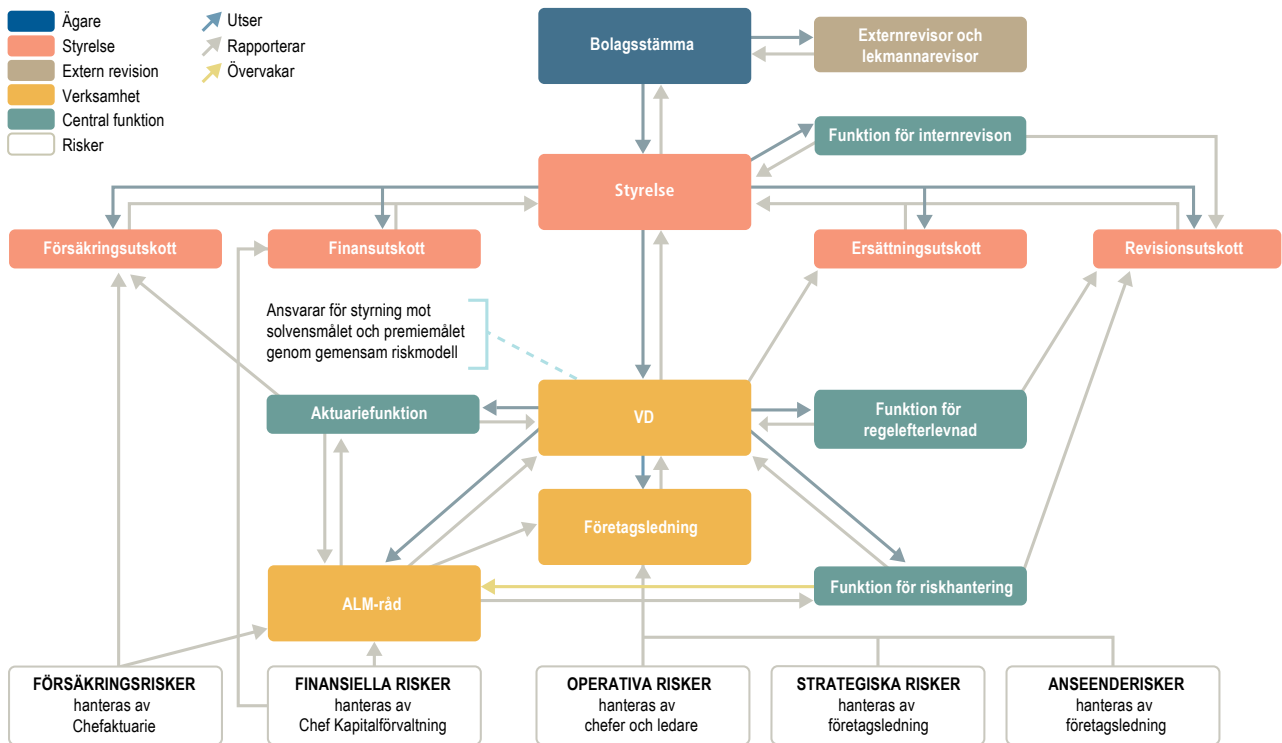 Ägare
Styrelse
Extern revision
Verksamhet
Central funktion
Risker
Utser
Rapporterar
Övervakar
Bolagsstämma
Externrevisor och
lekmannarevisor
Funktion för internrevison
Styrelse
Försäkringsutskott
Finansutskott
Ersättningsutskott
Revisionsutskott
Ansvarar för styrning mot
solvensmålet och premiemålet
genom gemensam riskmodell
Aktuariefunktion
VD
Funktion för
regelefterlevnad
Företagsledning
ALM-råd
Funktion för riskhantering
FÖRSÄKRINGSRISKER
hanteras av
Chefaktuarie
FINANSIELLA RISKER
hanteras av
Chef Kapitalförvaltning
OPERATIVA RISKER
hanteras av
chefer och ledare
STRATEGISKA RISKER
hanteras av
företagsledning
ANSEENDERISKER
hanteras av
företagsledning